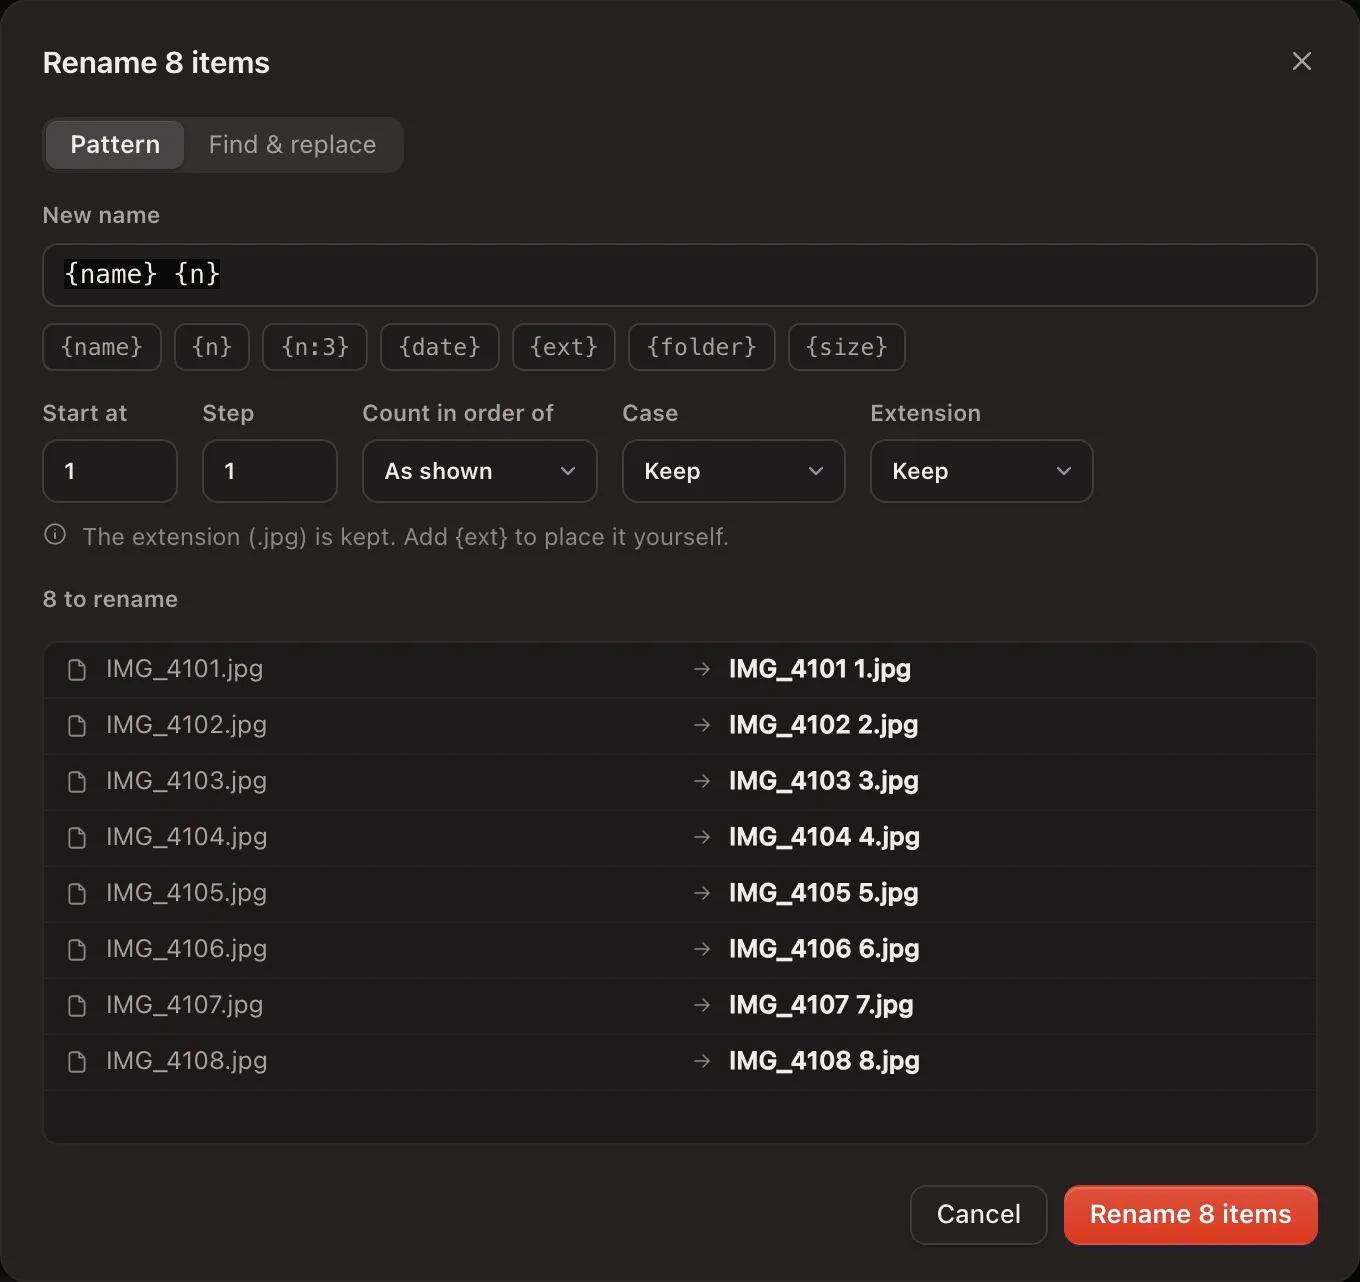 Rename 8 items
Pattern Find & replace
New name
{name} {n}
{name} {n} {n:3} {date} {ext} {folder} {size}
Start at Step Count in order of Case Extension
1 1 As shown Keep Keep
The extension (.jpg) is kept. Add {ext} to place it yourself.
8 to rename
IMG_4101.jpg → IMG_4101 1.jpg
IMG_4102.jpg → IMG_4102 2.jpg
IMG_4103.jpg → IMG_4103 3.jpg
IMG_4104.jpg → IMG_4104 4.jpg
IMG_4105.jpg → IMG_4105 5.jpg
IMG_4106.jpg → IMG_4106 6.jpg
IMG_4107.jpg → IMG_4107 7.jpg
IMG_4108.jpg → IMG_4108 8.jpg
Cancel Rename 8 items